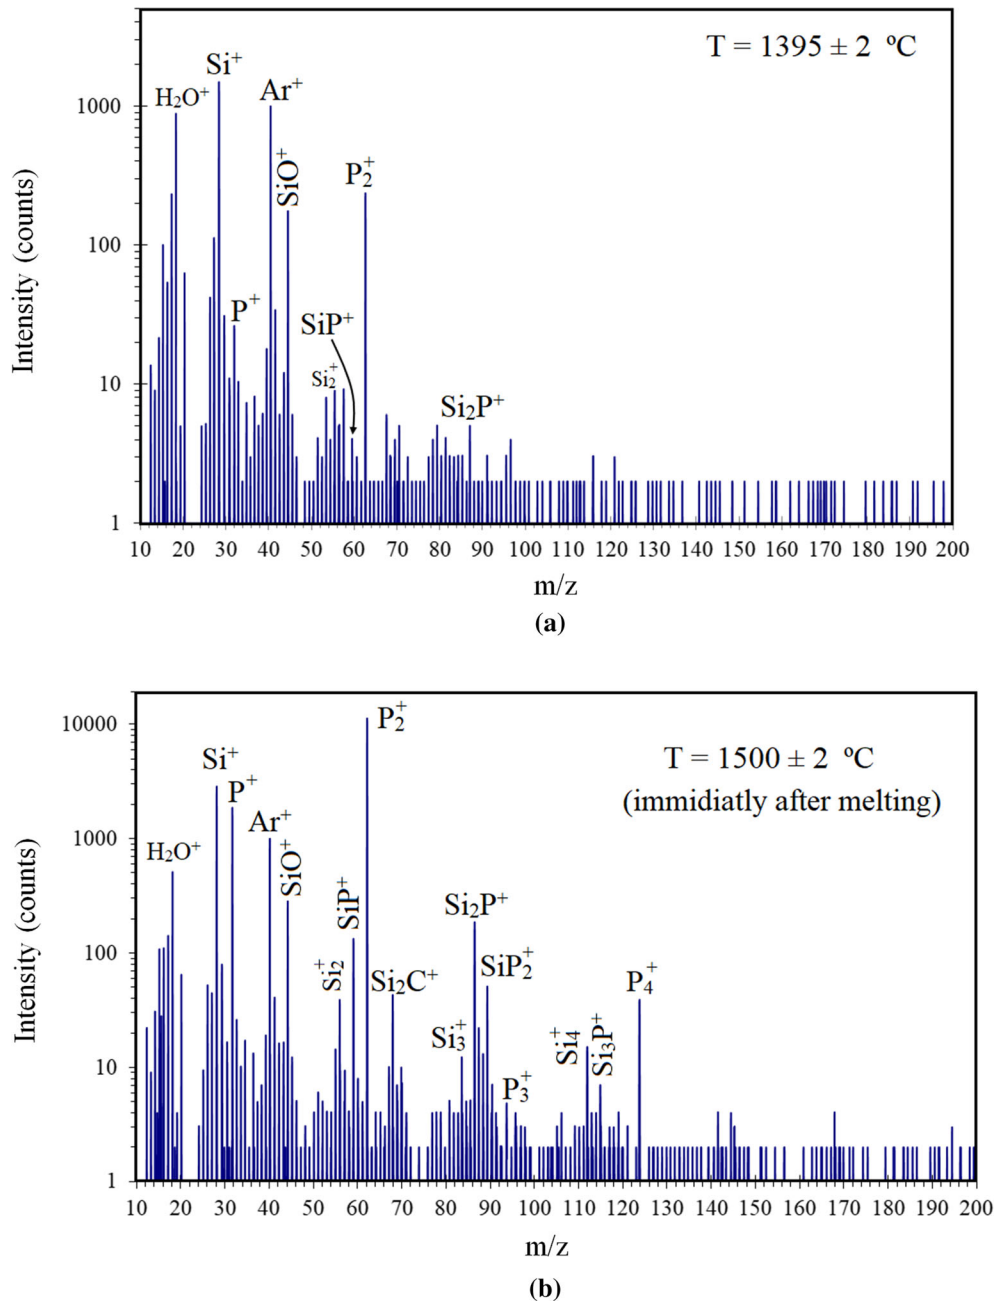 T = 1395 ± 2 ºC
Si⁺
H₂O⁺
Ar⁺
SiO⁺
P₂⁺
P⁺
SiP⁺
Si₂⁺
Si₂P⁺
Intensity (counts)
1000
100
10
1
10 20 30 40 50 60 70 80 90 100 110 120 130 140 150 160 170 180 190 200
m/z
(a)
T = 1500 ± 2 ºC
(immidiatly after melting)
P₂⁺
Si⁺
P⁺
Ar⁺
H₂O⁺
SiO⁺
SiP⁺
Si₂⁺
Si₂C⁺
Si₂P⁺
SiP₂⁺
Si₃⁺
P₃⁺
Si₄⁺
Si₃P⁺
P₄⁺
Intensity (counts)
10000
1000
100
10
1
10 20 30 40 50 60 70 80 90 100 110 120 130 140 150 160 170 180 190 200
m/z
(b)